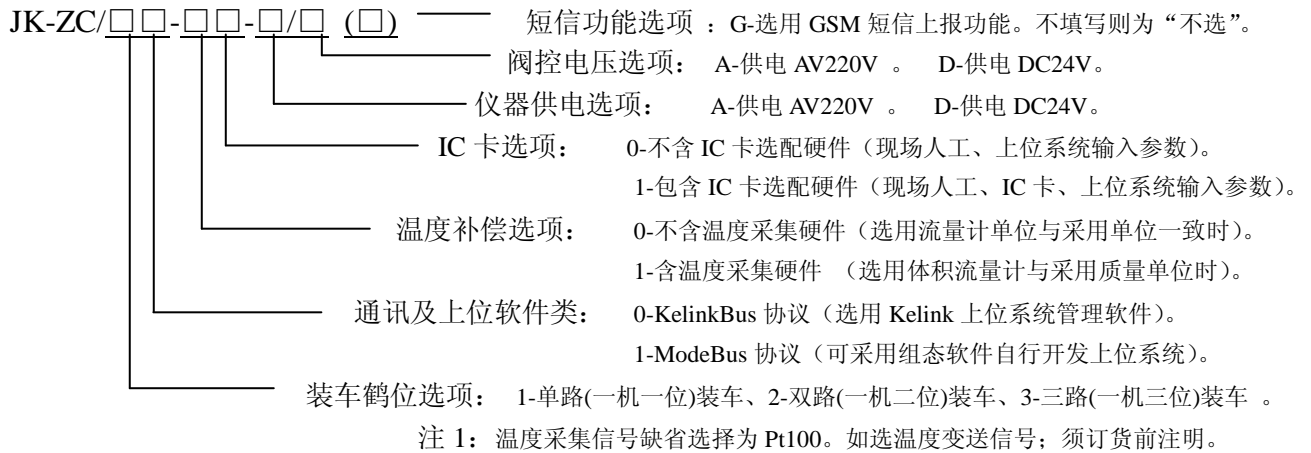 JK-ZC/□□-□□-□/□ (□) 短信功能选项 ：G-选用 GSM 短信上报功能。不填写则为“不选”。
阀控电压选项： A-供电 AV220V 。 D-供电 DC24V。
仪器供电选项： A-供电 AV220V 。 D-供电 DC24V。
IC 卡选项： 0-不含 IC 卡选配硬件（现场人工、上位系统输入参数）。
1-包含 IC 卡选配硬件（现场人工、IC 卡、上位系统输入参数）。
温度补偿选项： 0-不含温度采集硬件（选用流量计单位与采用单位一致时）。
1-含温度采集硬件 （选用体积流量计与采用质量单位时）。
通讯及上位软件类： 0-KelinkBus 协议（选用 Kelink 上位系统管理软件）。
1-ModeBus 协议（可采用组态软件自行开发上位系统）。
装车鹤位选项： 1-单路(一机一位)装车、2-双路(一机二位)装车、3-三路(一机三位)装车 。
注 1：温度采集信号缺省选择为 Pt100。如选温度变送信号；须订货前注明。